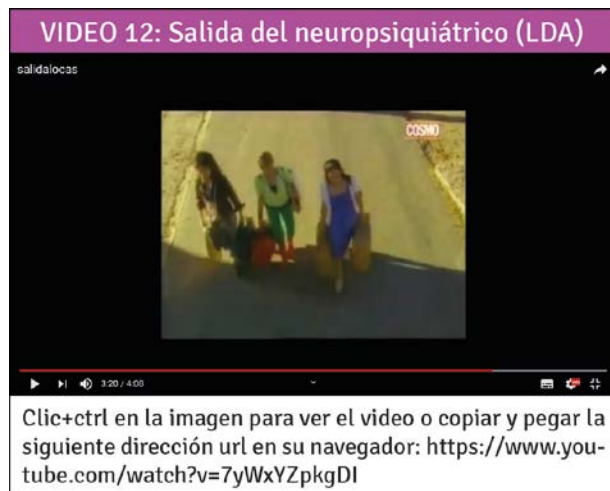 VIDEO 12: Salida del neuropsiquiátrico (LDA)
salidalocas
COSMO
3:20 / 4:08
Clic+ctrl en la imagen para ver el video o copiar y pegar la
siguiente dirección url en su navegador: https://www.you-
tube.com/watch?v=7yWxYZpkgDI